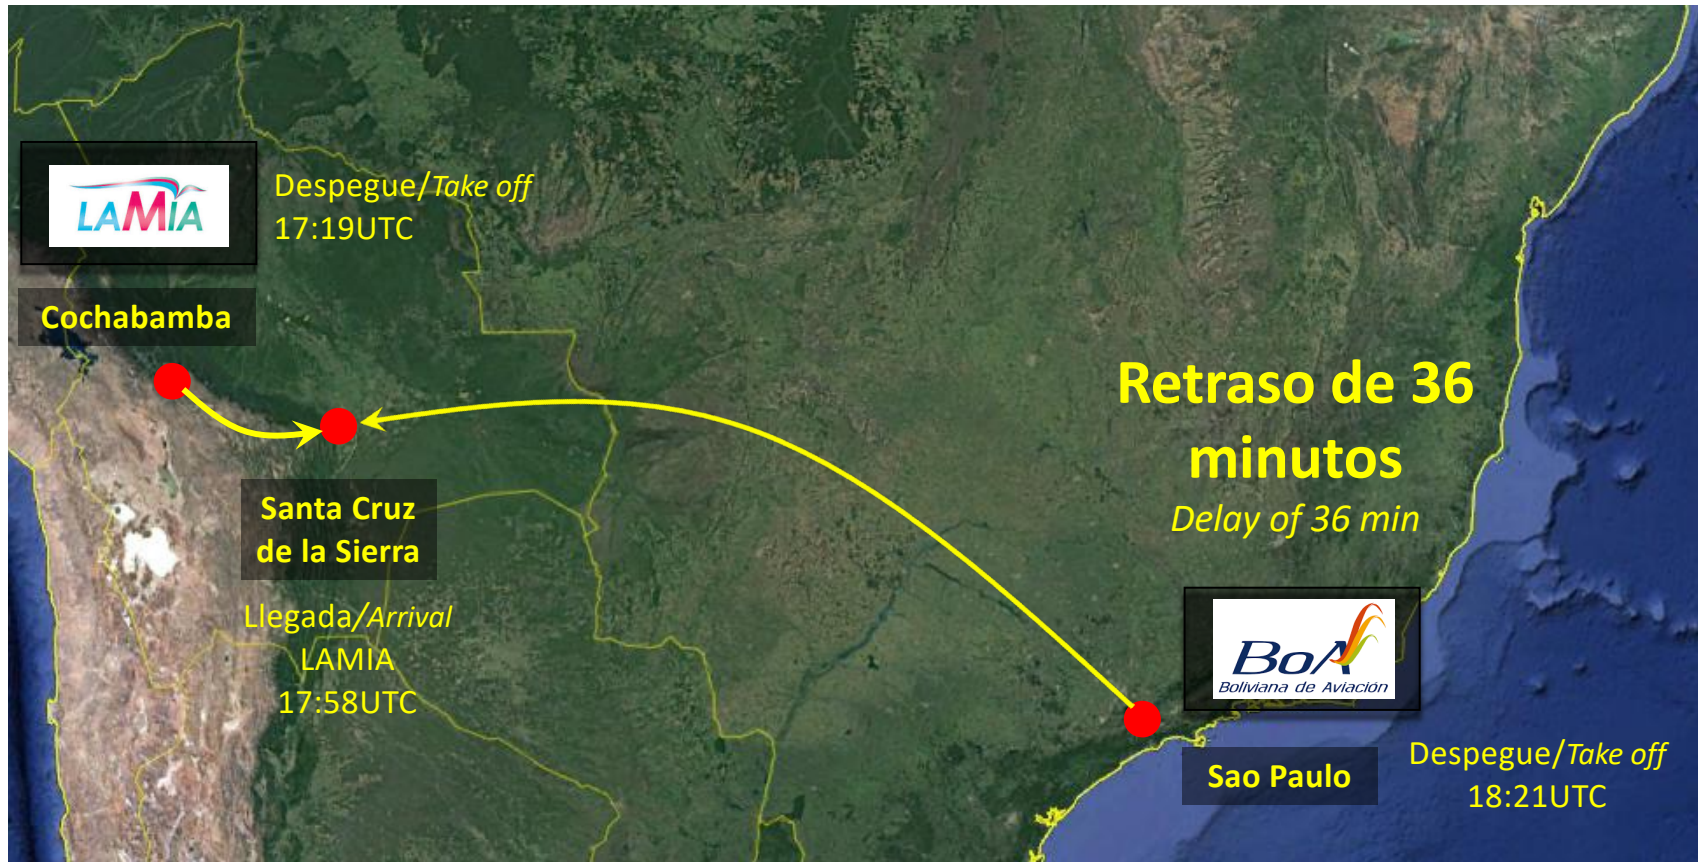 LAMIA
Despegue/Take off
17:19UTC
Cochabamba
Santa Cruz
de la Sierra
Llegada/Arrival
LAMIA
17:58UTC
Retraso de 36
minutos
Delay of 36 min
BoA
Boliviana de Aviación
Sao Paulo
Despegue/Take off
18:21UTC